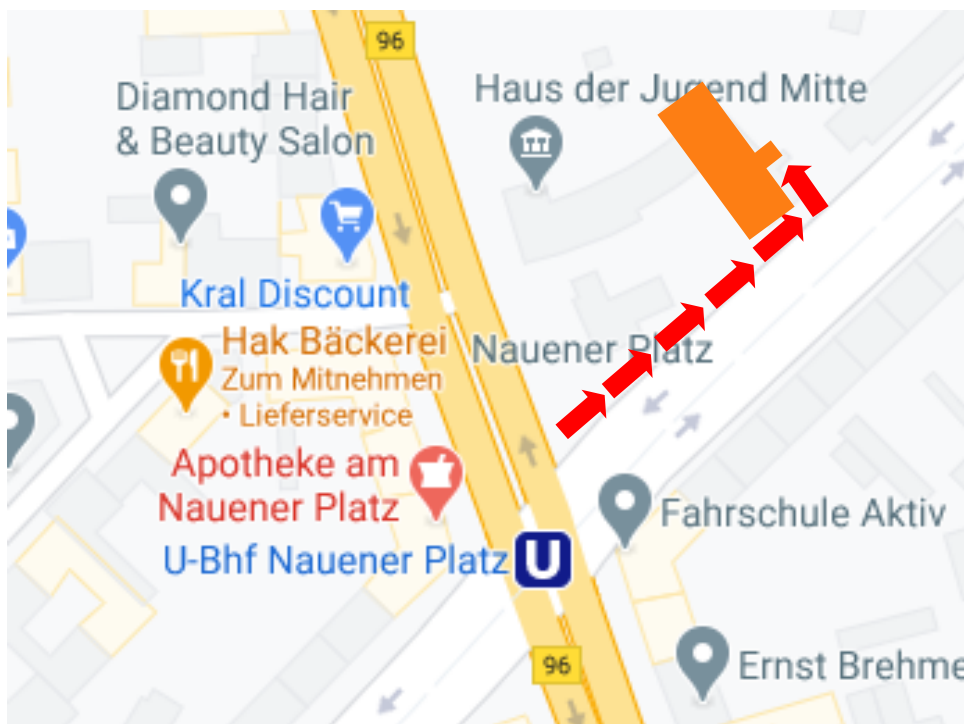 96
Diamond Hair
& Beauty Salon
Haus der Jugend Mitte
Kral Discount
Hak Bäckerei
Zum Mitnehmen
• Lieferservice
Nauener Platz
Apotheke am
Nauener Platz
Fahrschule Aktiv
U-Bhf Nauener Platz
U
96
Ernst Brehme